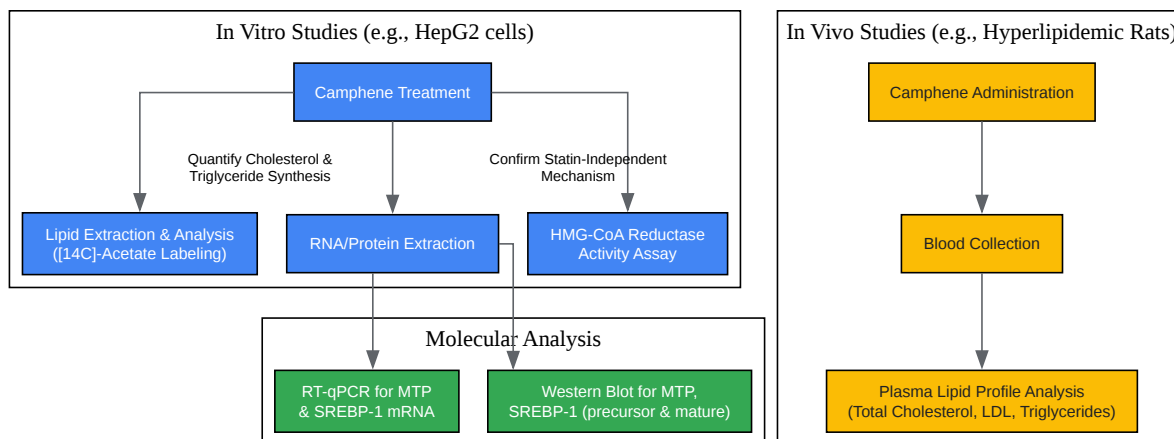 In Vitro Studies (e.g., HepG2 cells)
Camphene Treatment
Quantify Cholesterol &
Triglyceride Synthesis
Confirm Statin-Independent
Mechanism
Lipid Extraction & Analysis
([14C]-Acetate Labeling)
RNA/Protein Extraction
HMG-CoA Reductase
Activity Assay
Molecular Analysis
RT-qPCR for MTP
& SREBP-1 mRNA
Western Blot for MTP,
SREBP-1 (precursor & mature)
In Vivo Studies (e.g., Hyperlipidemic Rats)
Camphene Administration
Blood Collection
Plasma Lipid Profile Analysis
(Total Cholesterol, LDL, Triglycerides)